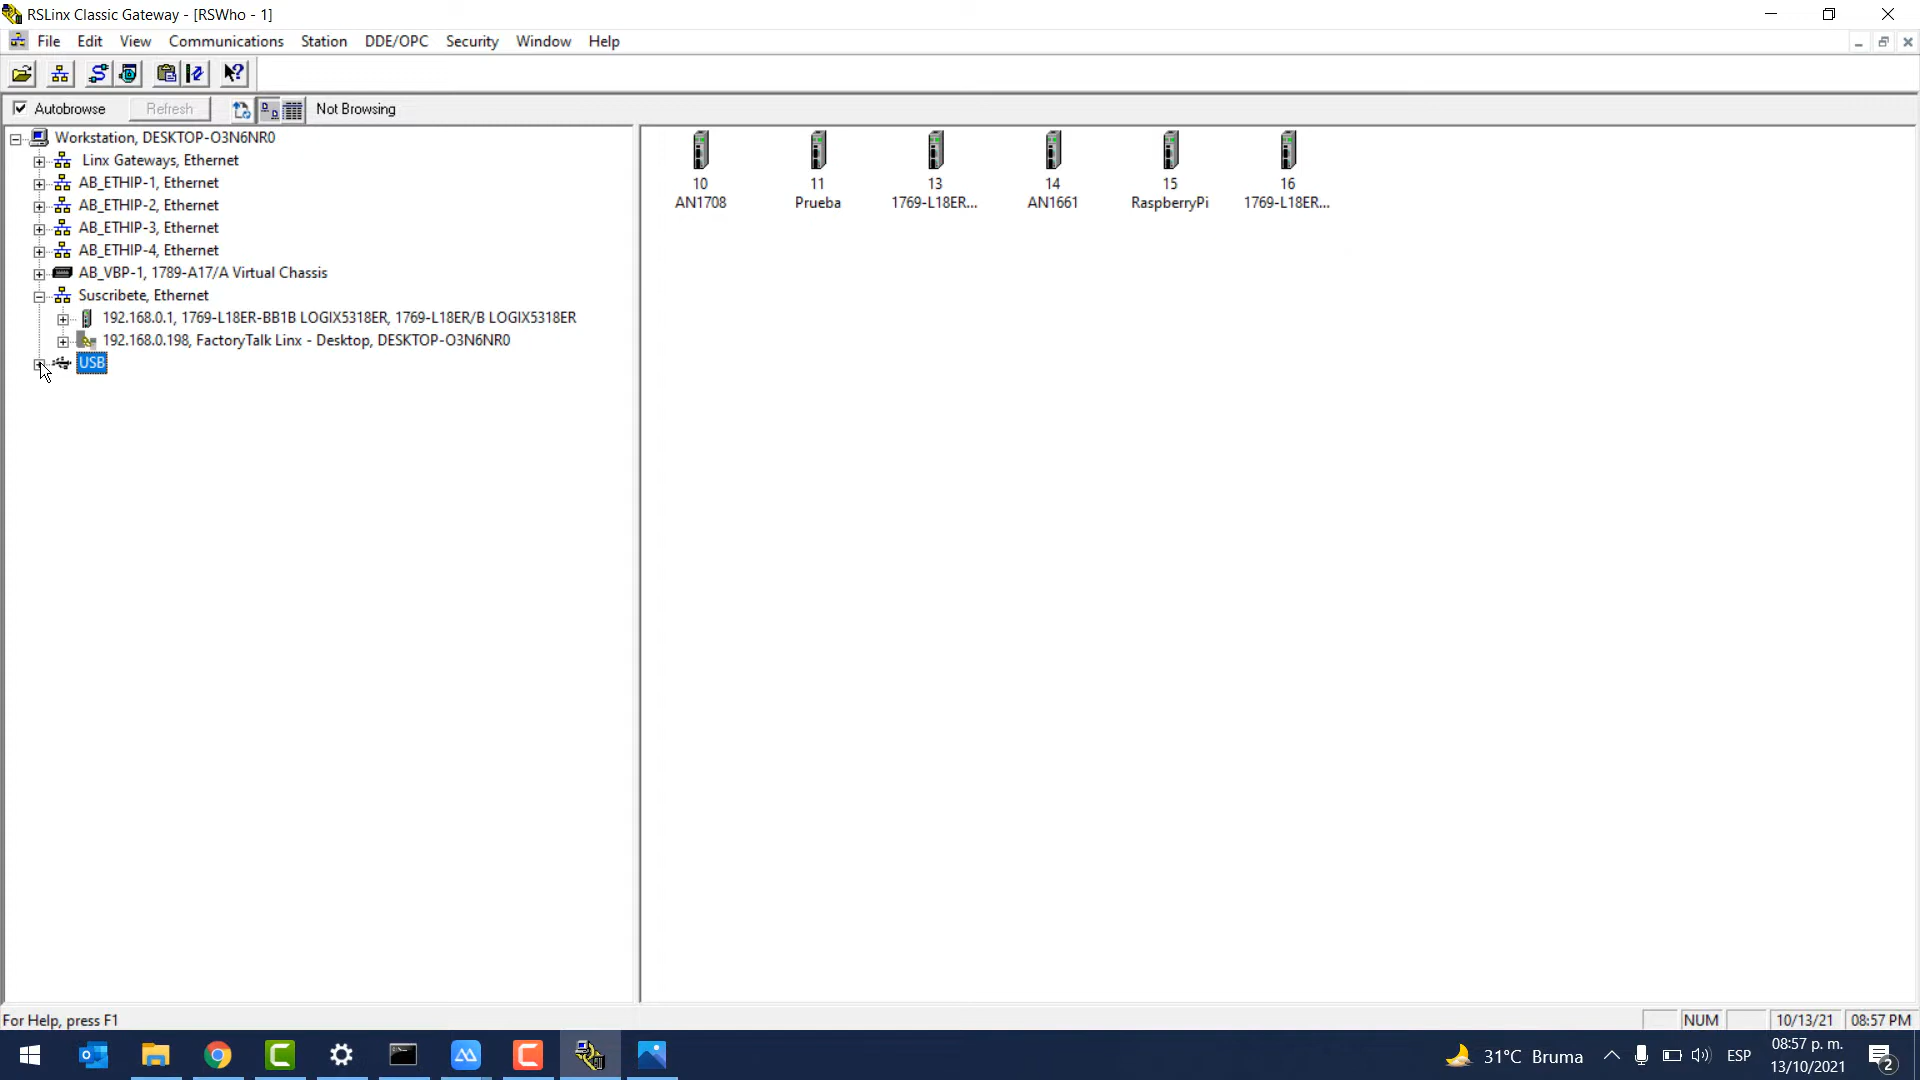 RSLinx Classic Gateway - [RSWho - 1]
File Edit View Communications Station DDE/OPC Security Window Help
Autobrowse Refresh Not Browsing
Workstation, DESKTOP-O3N6NR0
Linx Gateways, Ethernet
AB_ETHIP-1, Ethernet
AB_ETHIP-2, Ethernet
AB_ETHIP-3, Ethernet
AB_ETHIP-4, Ethernet
AB_VBP-1, 1789-A17/A Virtual Chassis
Suscribete, Ethernet
192.168.0.1, 1769-L18ER-BB1B LOGIX5318ER, 1769-L18ER/B LOGIX5318ER
192.168.0.198, FactoryTalk Linx - Desktop, DESKTOP-O3N6NR0
USB
10 11 13 14 15 16
AN1708 Prueba 1769-L18ER... AN1661 RaspberryPi 1769-L18ER...
For Help, press F1
NUM 10/13/21 08:57 PM
31°C Bruma ESP
08:57 p. m.
13/10/2021
2